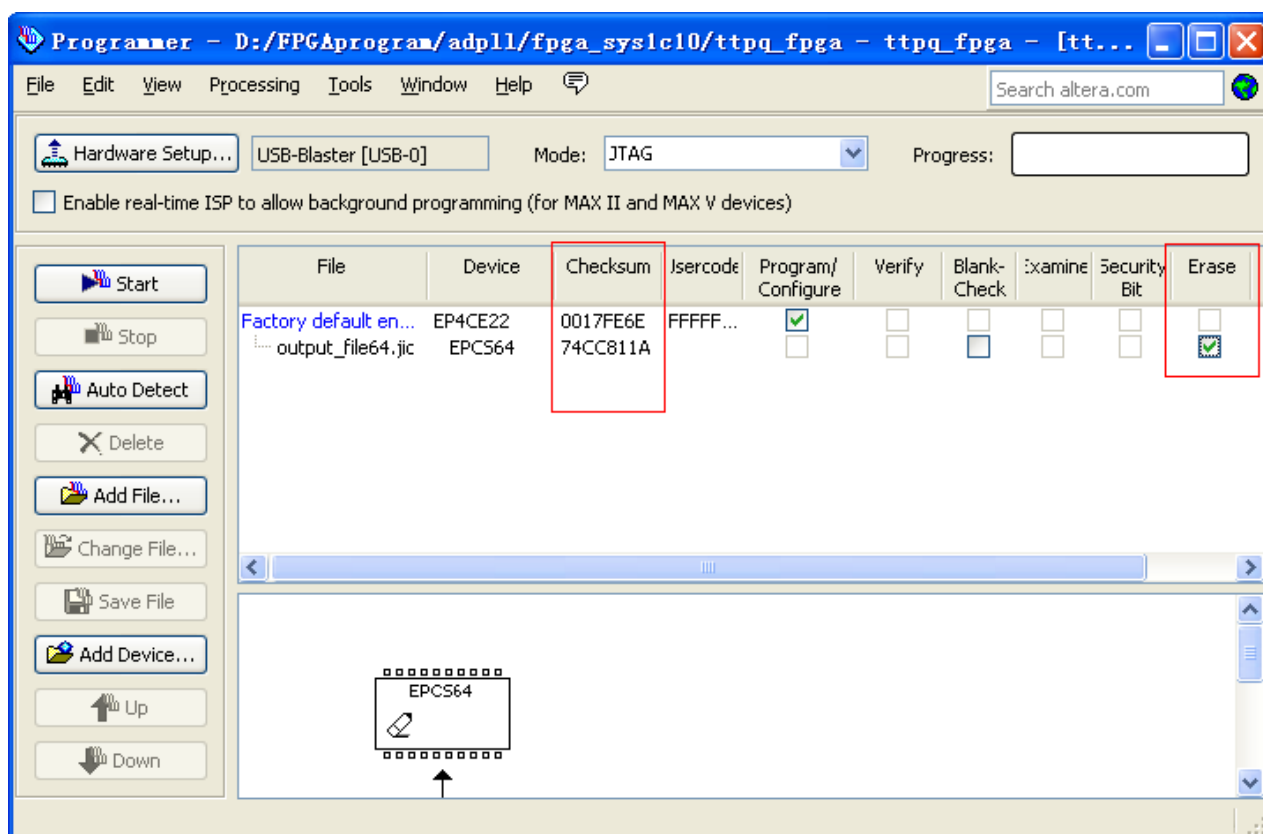 Programmer - D:/FPGAprogram/adpll/fpga_sys1c10/ttpq_fpga - ttpq_fpga - [tt...
File Edit View Processing Tools Window Help Search altera.com
Hardware Setup... USB-Blaster [USB-0] Mode: JTAG Progress:
Enable real-time ISP to allow background programming (for MAX II and MAX V devices)
Start
Stop
Auto Detect
Delete
Add File...
Change File...
Save File
Add Device...
Up
Down
File Device Checksum Usercode Program/ Verify Blank- Examine Security Erase
Configure Check Bit
Factory default en... EP4CE22 0017FE6E FFFFF...
output_file64.jic EPCS64 74CC811A
EPCS64